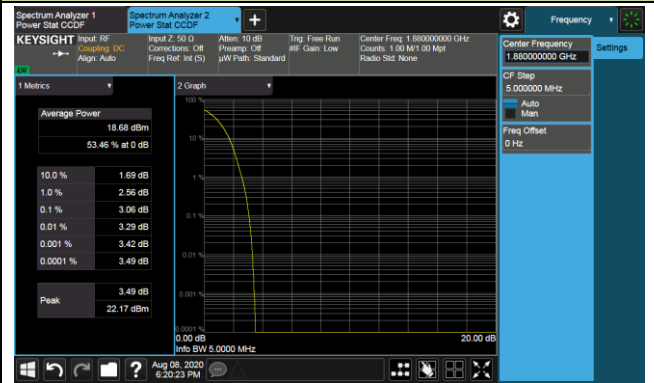 Spectrum Analyzer 1
Power Stat CCDF
Spectrum Analyzer 2
Power Stat CCDF
+
Frequency
KEYSIGHT
Input: RF
Coupling: DC
Align: Auto
Input Z: 50 Ω
Corrections: Off
Freq Ref: Int (S)
Atten: 10 dB
Preamp: Off
µW Path: Standard
Trig: Free Run
#IF Gain: Low
Center Freq: 1.880000000 GHz
Counts: 1.00 M/1.00 Mpt
Radio Std: None
Center Frequency
1.880000000 GHz
Settings
CF Step
5.000000 MHz
Auto
Man
Freq Offset
0 Hz
1 Metrics
2 Graph
Average Power
18.68 dBm
53.46 % at 0 dB
10.0 % 1.69 dB
1.0 % 2.56 dB
0.1 % 3.06 dB
0.01 % 3.29 dB
0.001 % 3.42 dB
0.0001 % 3.49 dB
Peak
3.49 dB
22.17 dBm
100 %
10 %
1 %
0.1 %
0.01 %
0.001 %
0.0001 %
0.00 dB
20.00 dB
Info BW 5.0000 MHz
?
Aug 08, 2020
6:20:23 PM